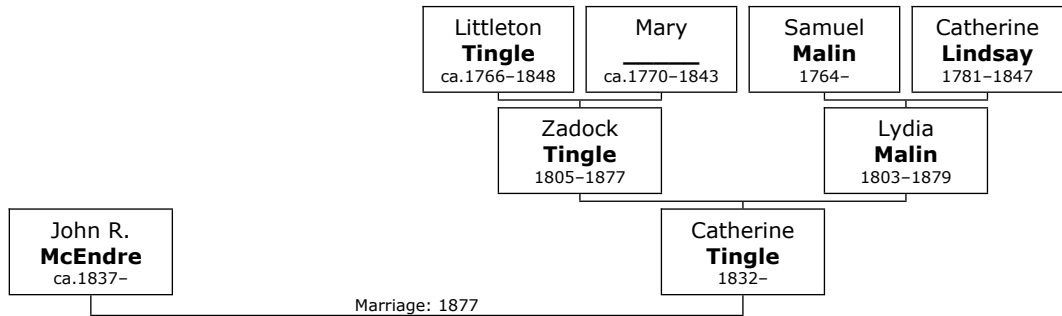 Littleton
Tingle
ca.1766–1848
Mary
______
ca.1770–1843
Samuel
Malin
1764–
Catherine
Lindsay
1781–1847
Zadock
Tingle
1805–1877
Lydia
Malin
1803–1879
John R.
McEndre
ca.1837–
Catherine
Tingle
1832–
Marriage: 1877